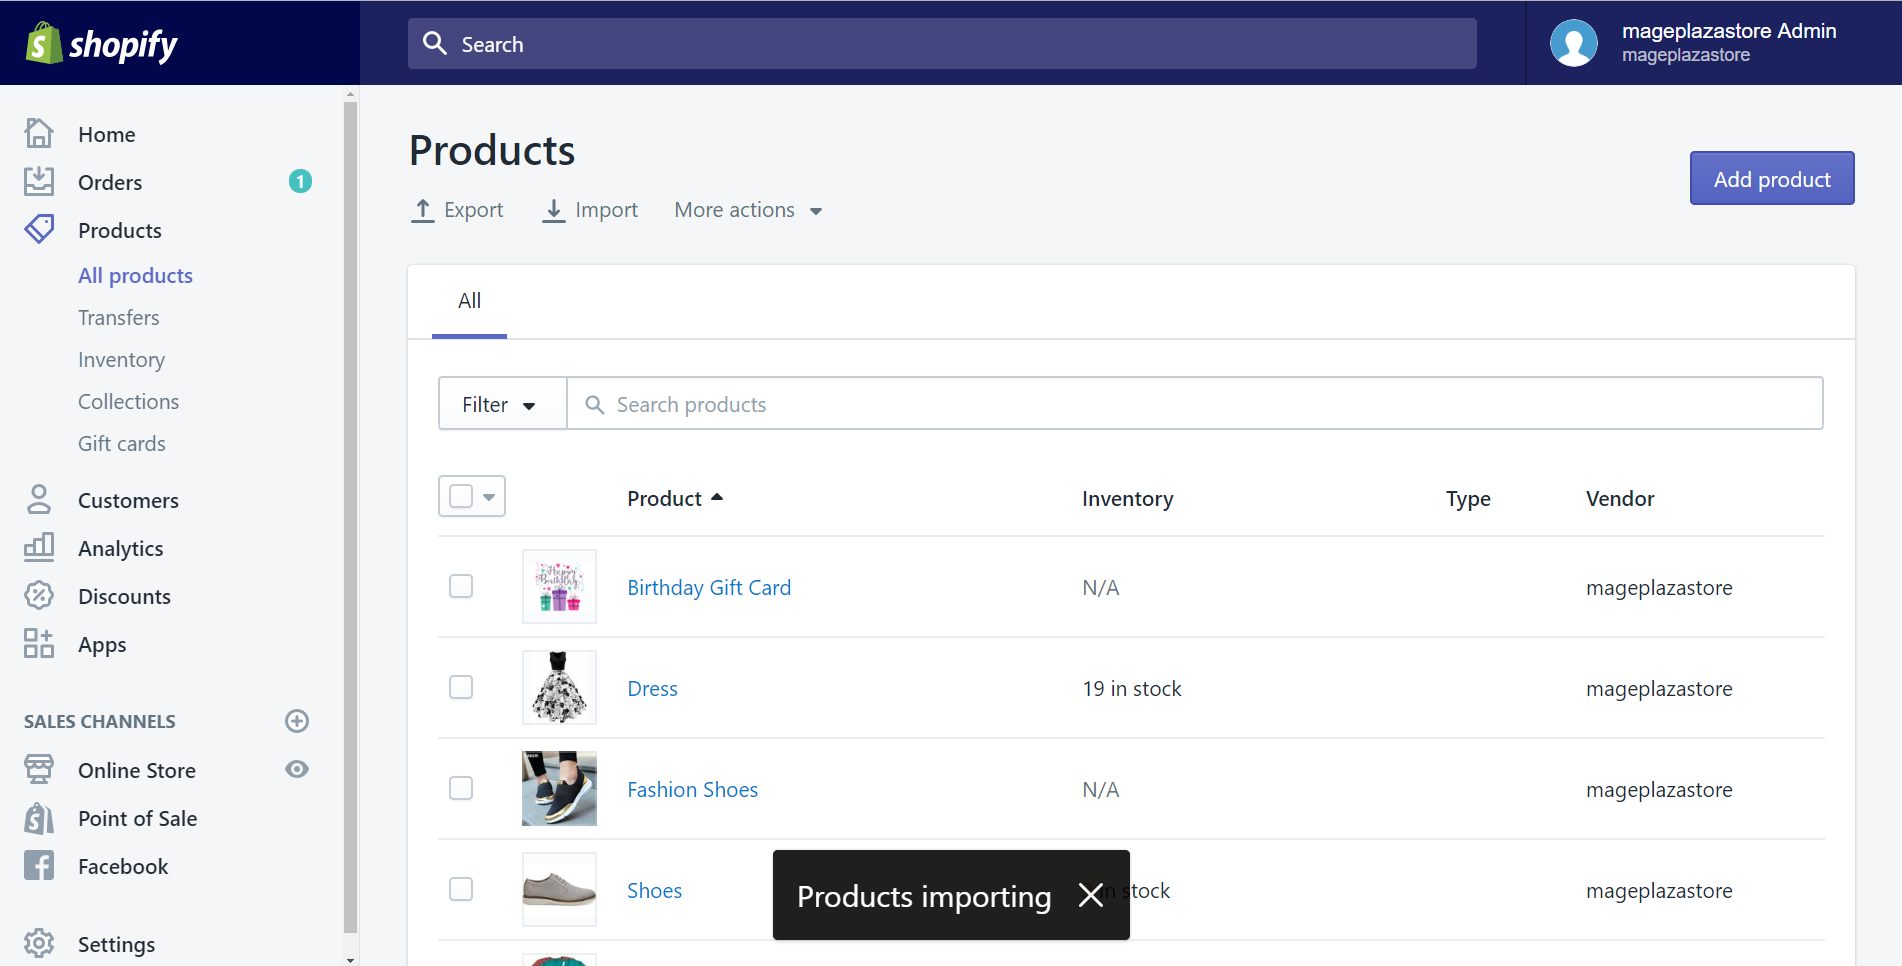 shopify
Search
mageplazastore Admin
mageplazastore
Home
Orders
1
Products
All products
Transfers
Inventory
Collections
Gift cards
Customers
Analytics
Discounts
Apps
SALES CHANNELS
Online Store
Point of Sale
Facebook
Settings
Products
Export
Import
More actions
Add product
All
Filter
Search products
Product
Inventory
Type
Vendor
Happy
Birthday
Birthday Gift Card
N/A
mageplazastore
Dress
19 in stock
mageplazastore
Fashion Shoes
N/A
mageplazastore
Shoes
in stock
mageplazastore
Products importing